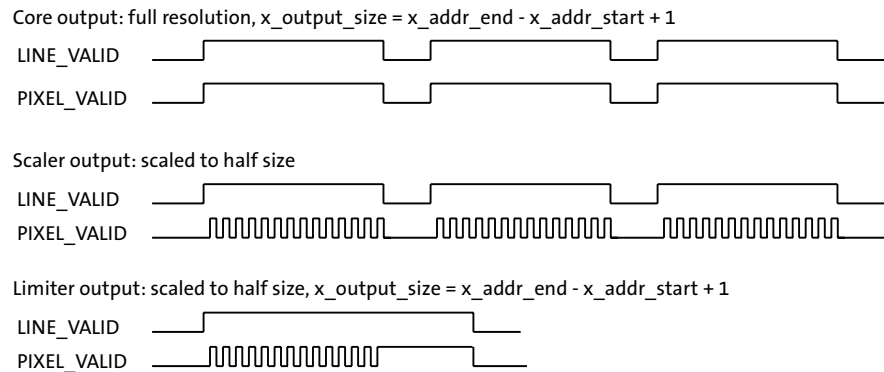 Core output: full resolution, x_output_size = x_addr_end - x_addr_start + 1
LINE_VALID
PIXEL_VALID
Scaler output: scaled to half size
LINE_VALID
PIXEL_VALID
Limiter output: scaled to half size, x_output_size = x_addr_end - x_addr_start + 1
LINE_VALID
PIXEL_VALID